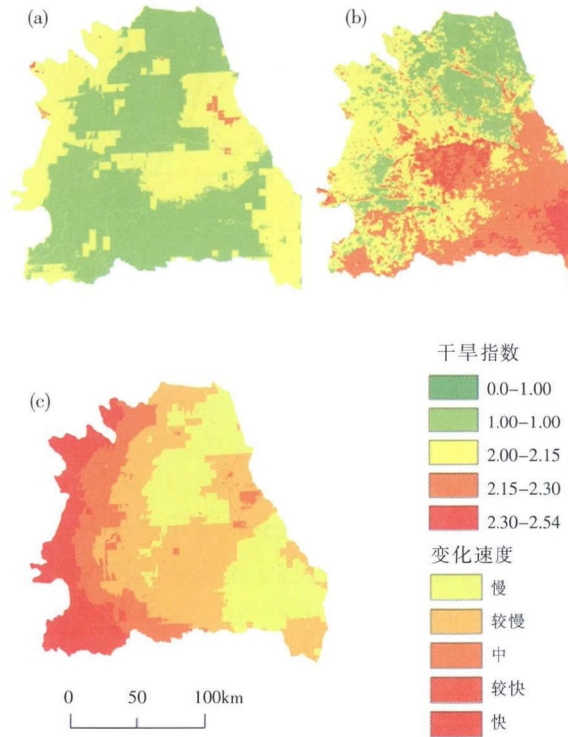 (a)
(b)
(c)
干旱指数
0.0–1.00
1.00–1.00
2.00–2.15
2.15–2.30
2.30–2.54
变化速度
慢
较慢
中
较快
快
0 50 100km